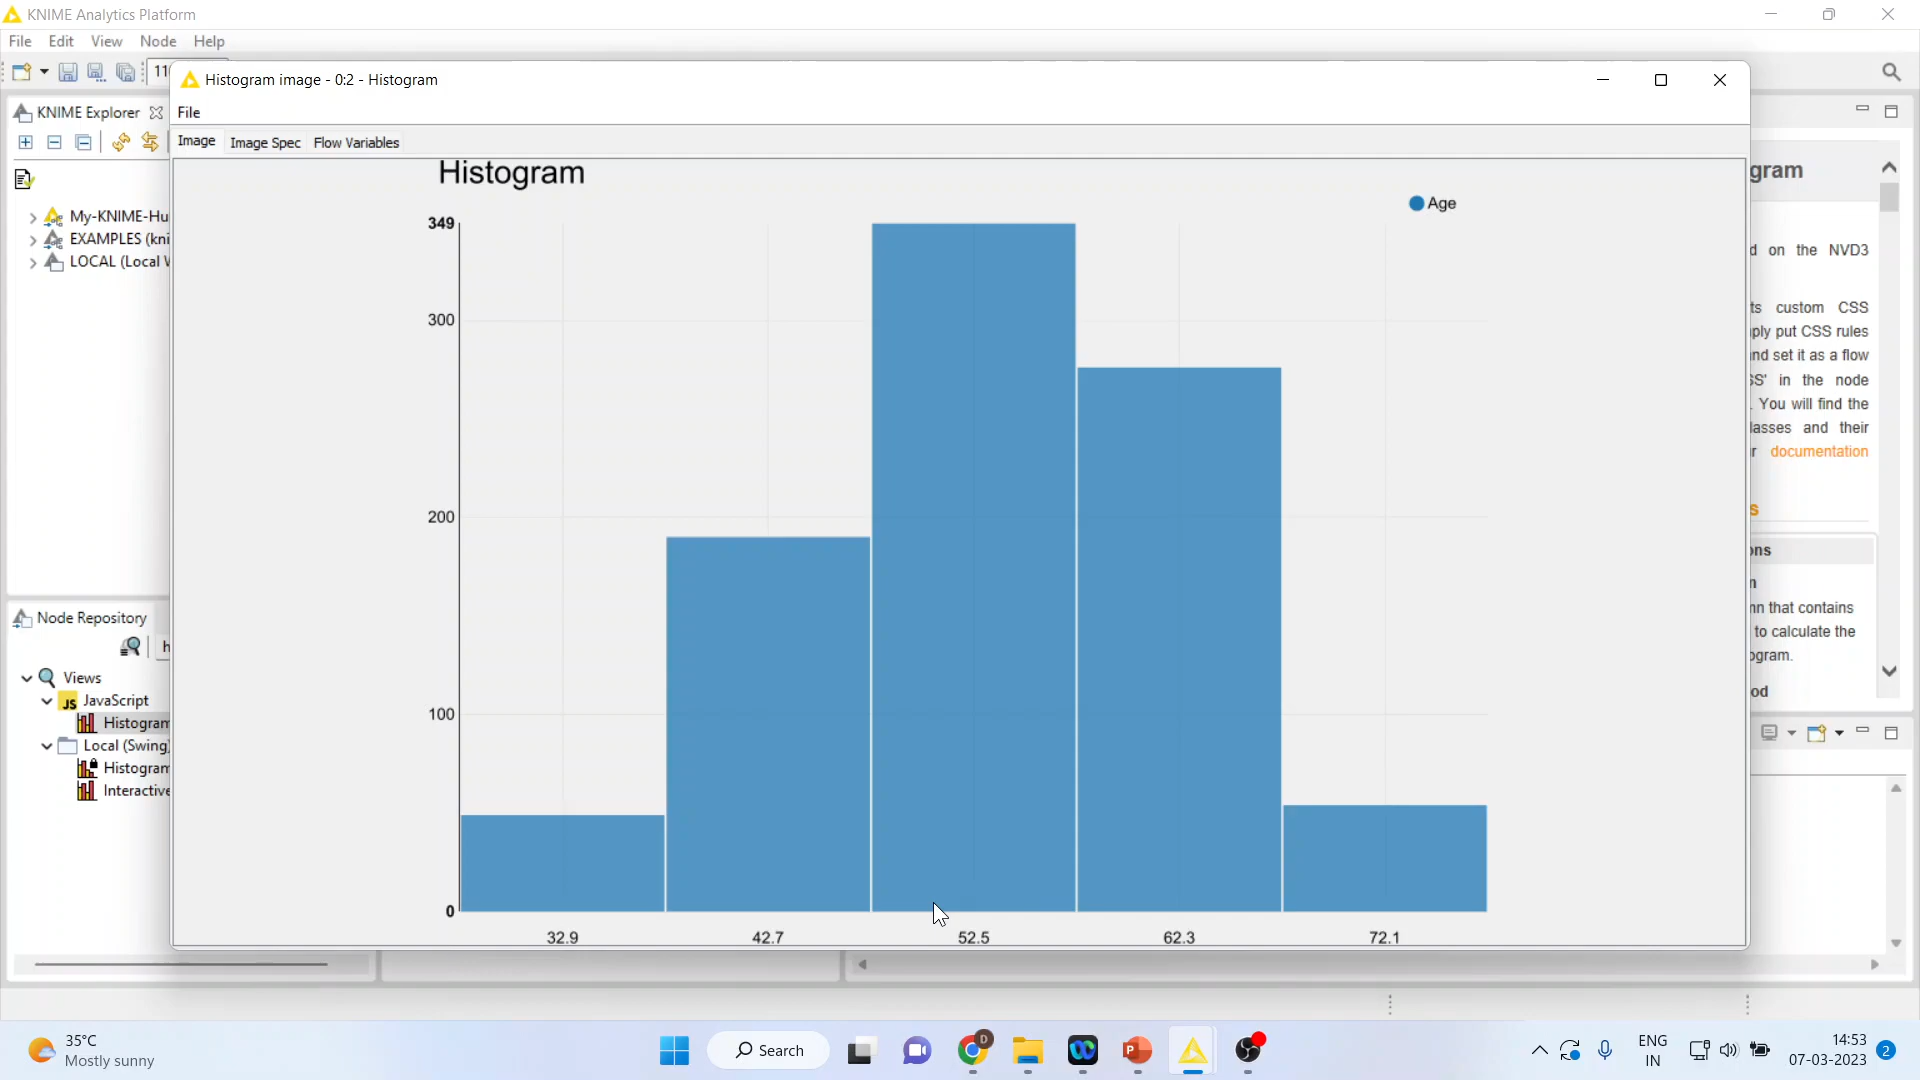 KNIME Analytics Platform
File Edit View Node Help
Histogram image - 0:2 - Histogram
KNIME Explorer
File
Image Image Spec Flow Variables
Histogram
gram
Age
My-KNIME-Hu
EXAMPLES (kni
LOCAL (Local
349
300
200
100
0
32.9 42.7 52.5 62.3 72.1
d on the NVD3
ts custom CSS
ply put CSS rules
and set it as a flow
SS' in the node
. You will find the
lasses and their
r documentation
s
ons
n
mn that contains
to calculate the
ogram.
od
Node Repository
h
Views
JavaScript
Histogram
Local (Swing)
Histogram
Interactive
35°C
Mostly sunny
Search
ENG
IN
14:53
07-03-2023
2